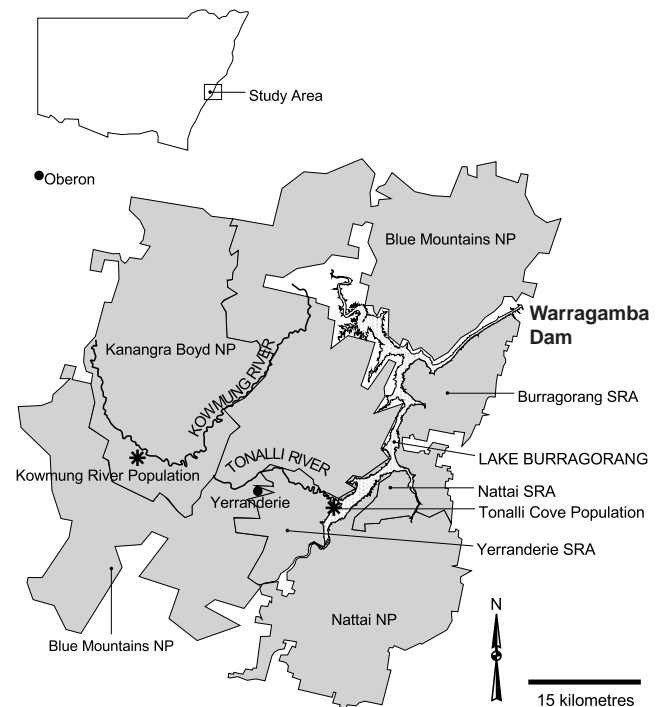 Study Area
Oberon
Blue Mountains NP
Warragamba
Dam
Kanangra Boyd NP
KOWMUNG RIVER
Burragorang SRA
TONALLI RIVER
LAKE BURRAGORANG
Kowmung River Population
Nattai SRA
Yerranderie
Tonalli Cove Population
Yerranderie SRA
N
Nattai NP
Blue Mountains NP
15 kilometres